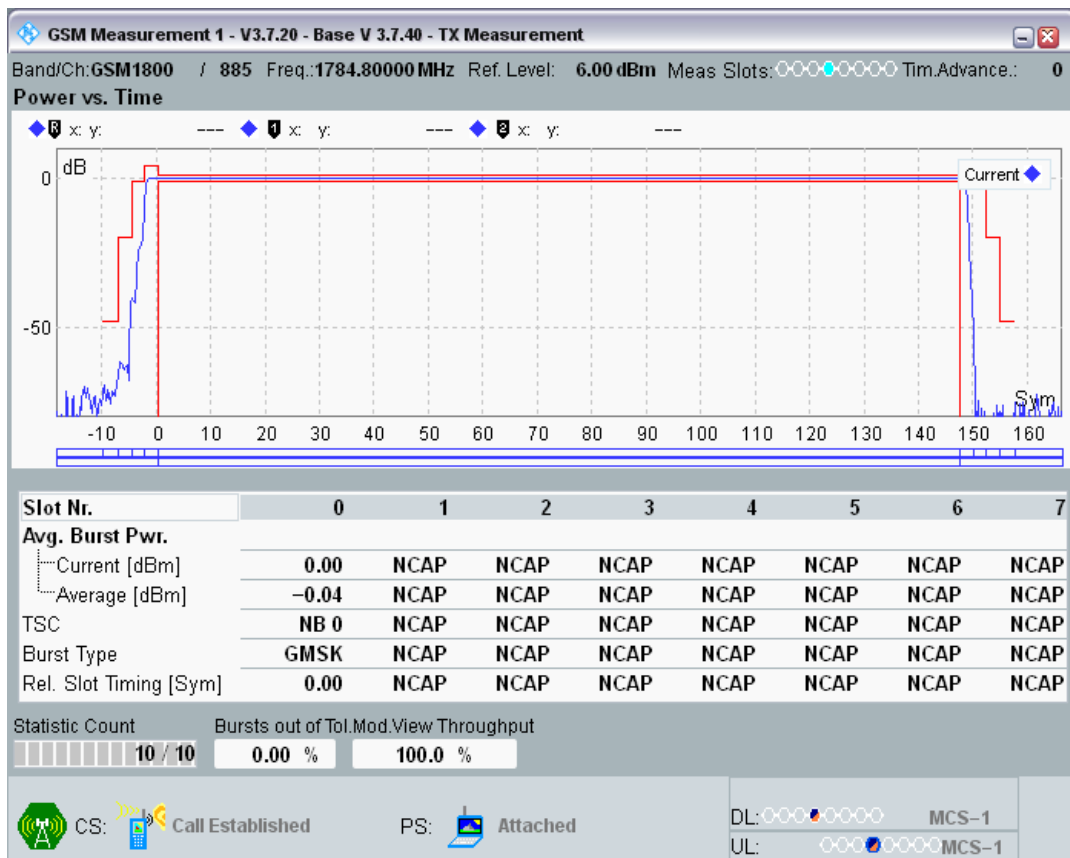 GSM Measurement 1 - V3.7.20 - Base V 3.7.40 - TX Measurement
Band/Ch:GSM1800 / 885 Freq.:1784.80000 MHz Ref. Level: 6.00 dBm Meas Slots: Tim.Advance.: 0
Power vs. Time
R x: y: --- 1 x: y: --- 2 x: y: ---
dB
0
Current
-50
Sym
-10 0 10 20 30 40 50 60 70 80 90 100 110 120 130 140 150 160
Slot Nr. 0 1 2 3 4 5 6 7
Avg. Burst Pwr.
Current [dBm] 0.00 NCAP NCAP NCAP NCAP NCAP NCAP NCAP
Average [dBm] −0.04 NCAP NCAP NCAP NCAP NCAP NCAP NCAP
TSC NB 0 NCAP NCAP NCAP NCAP NCAP NCAP NCAP
Burst Type GMSK NCAP NCAP NCAP NCAP NCAP NCAP NCAP
Rel. Slot Timing [Sym] 0.00 NCAP NCAP NCAP NCAP NCAP NCAP NCAP
Statistic Count Bursts out of Tol.Mod.View Throughput
10 / 10 0.00 % 100.0 %
CS: Call Established PS: Attached
DL: MCS−1
UL: MCS−1